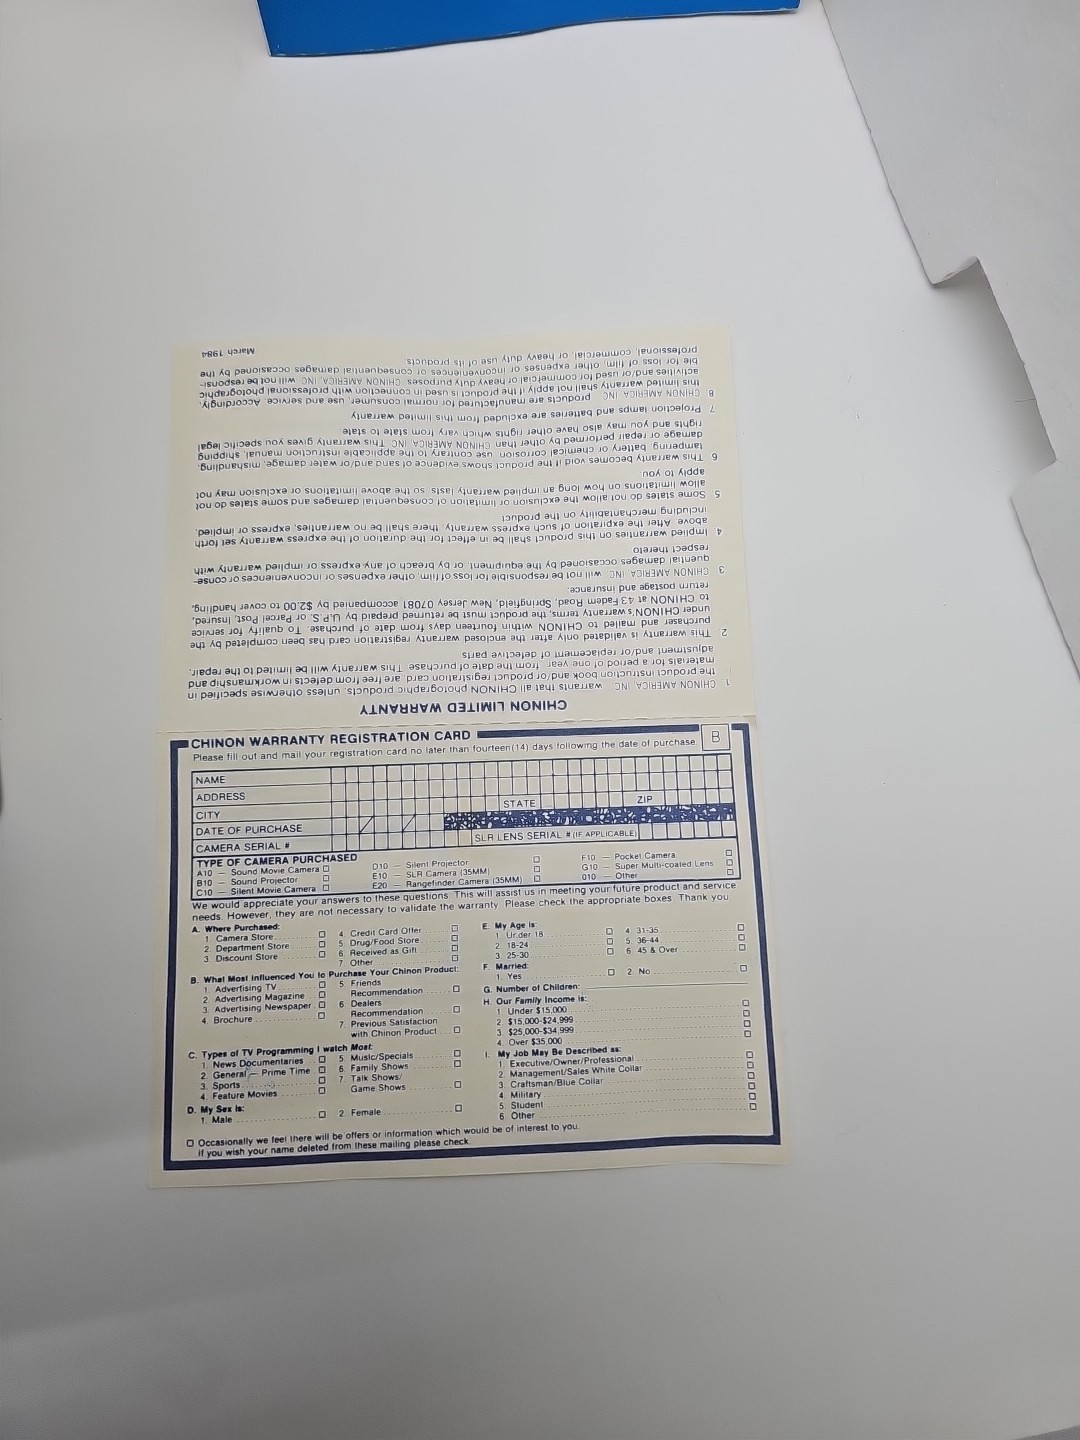 CHINON LIMITED WARRANTY
1. CHINON AMERICA, INC. warrants that all CHINON photographic products, unless otherwise specified in
the product instruction book and/or product registration card, are free from defects in workmanship and
materials for a period of one year from the date of purchase. This warranty will be limited to the repair,
adjustment and/or replacement of defective parts.
2. This warranty is validated only after the enclosed warranty registration card has been completed by the
purchaser and mailed to CHINON within fourteen days from date of purchase. To qualify for service
under CHINON's warranty terms, the product must be returned prepaid by U.P.S. or Parcel Post, insured,
to CHINON at 43 Fadem Road, Springfield, New Jersey 07081 accompanied by $2.00 to cover handling,
return postage and insurance.
3. CHINON AMERICA, INC. will not be responsible for loss of film, other expenses or inconveniences or conse-
quential damages occasioned by the equipment, or by breach of any express or implied warranty with
respect thereto.
4. Implied warranties on this product shall be in effect for the duration of the express warranty set forth
above. After the expiration of such express warranty, there shall be no warranties, express or implied,
including merchantability on the product.
5. Some states do not allow the exclusion or limitation of consequential damages and some states do not
allow limitations on how long an implied warranty lasts, so the above limitations or exclusion may not
apply to you.
6. This warranty becomes void if the product shows evidence of sand and/or water damage, mishandling,
tampering, battery or chemical corrosion, use contrary to the applicable instruction manual, shipping
damage or repair performed by other than CHINON AMERICA, INC. This warranty gives you specific legal
rights and you may also have other rights which vary from state to state.
7. Projection lamps and batteries are excluded from this limited warranty.
8. CHINON AMERICA, INC. products are manufactured for normal consumer, use and service. Accordingly,
this limited warranty shall not apply if the product is used in connection with professional photographic
activities and/or used for commercial or heavy duty purposes. CHINON AMERICA, INC. will not be responsi-
ble for loss of film, other expenses or inconveniences or consequential damages occasioned by the
professional, commercial, or heavy duty use of its products.
March 1984
CHINON WARRANTY REGISTRATION CARD
B
Please fill out and mail your registration card no later than fourteen (14) days following the date of purchase.
NAME
ADDRESS
CITY STATE ZIP
DATE OF PURCHASE / /
CAMERA SERIAL # SLR LENS SERIAL # (IF APPLICABLE)
TYPE OF CAMERA PURCHASED
A10 — Sound Movie Camera □ D10 — Silent Projector □ F10 — Pocket Camera □
B10 — Sound Projector □ E10 — SLR Camera (35MM) □ G10 — Super Multi-coated Lens □
C10 — Silent Movie Camera □ E20 — Rangefinder Camera (35MM) □ 010 — Other □
We would appreciate your answers to these questions. This will assist us in meeting your future product and service
needs. However, they are not necessary to validate the warranty. Please check the appropriate boxes. Thank you.
A. Where Purchased:
1. Camera Store □ 4. Credit Card Offer □
2. Department Store □ 5. Drug/Food Store □
3. Discount Store □ 6. Received as Gift □
7. Other □
B. What Most Influenced You to Purchase Your Chinon Product:
1. Advertising TV □ 5. Friends
2. Advertising Magazine □ Recommendation □
3. Advertising Newspaper □ 6. Dealers
4. Brochure □ Recommendation □
7. Previous Satisfaction
with Chinon Product □
C. Types of TV Programming I watch Most:
1. News Documentaries □ 5. Music/Specials □
2. General — Prime Time □ 6. Family Shows □
3. Sports □ 7. Talk Shows/
4. Feature Movies □ Game Shows □
D. My Sex is:
1. Male □ 2. Female □
E. My Age is:
1. Under 18 □ 4. 31-35 □
2. 18-24 □ 5. 36-44 □
3. 25-30 □ 6. 45 & Over □
F. Married:
1. Yes □ 2. No □
G. Number of Children:
H. Our Family Income is:
1. Under $15,000 □
2. $15,000-$24,999 □
3. $25,000-$34,999 □
4. Over $35,000 □
I. My Job May Be Described as:
1. Executive/Owner/Professional □
2. Management/Sales White Collar □
3. Craftsman/Blue Collar □
4. Military □
5. Student □
6. Other □
□ Occasionally we feel there will be offers or information which would be of interest to you.
If you wish your name deleted from these mailing please check.